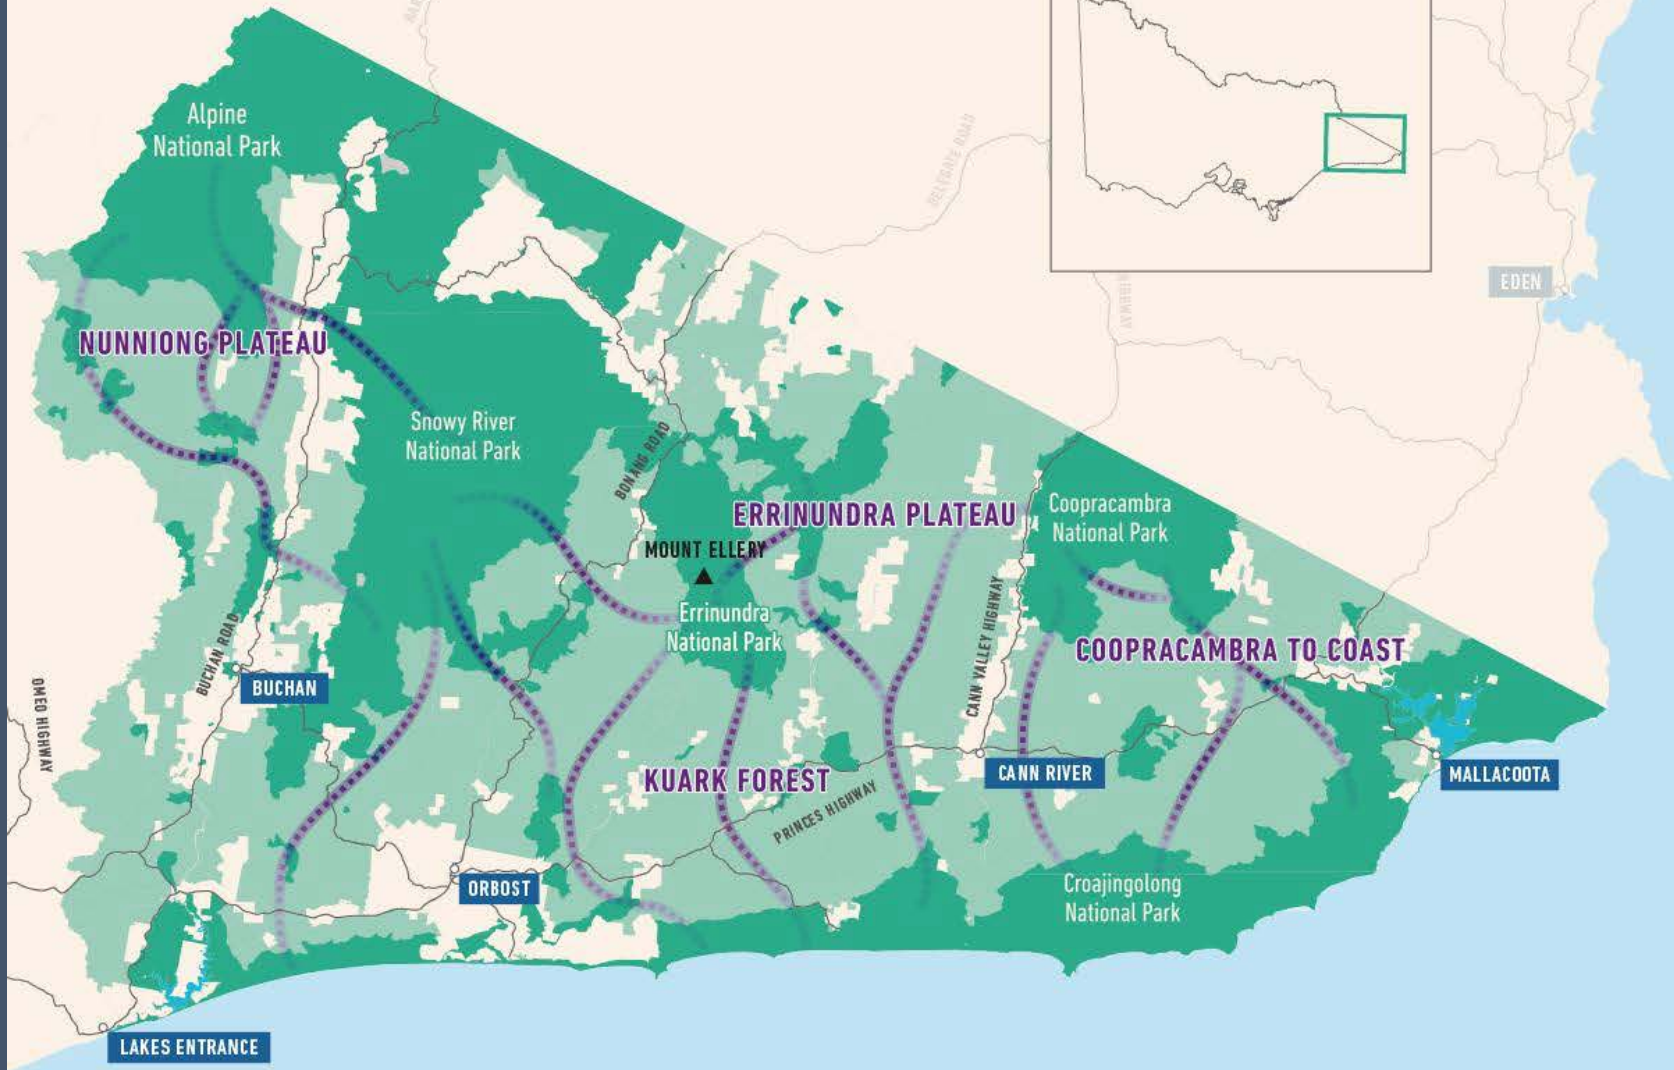 Alpine
National Park
DELEGATE ROAD
EDEN
NUNNIONG PLATEAU
Snowy River
National Park
BONANG ROAD
ERRINUNDRA PLATEAU
Coopracambra
National Park
MOUNT ELLERY
Errinundra
National Park
CANN VALLEY HIGHWAY
COOPRACAMBRA TO COAST
BUCHAN ROAD
BUCHAN
OMEO HIGHWAY
KUARK FOREST
PRINCES HIGHWAY
CANN RIVER
MALLACOOTA
ORBOST
Croajingolong
National Park
LAKES ENTRANCE